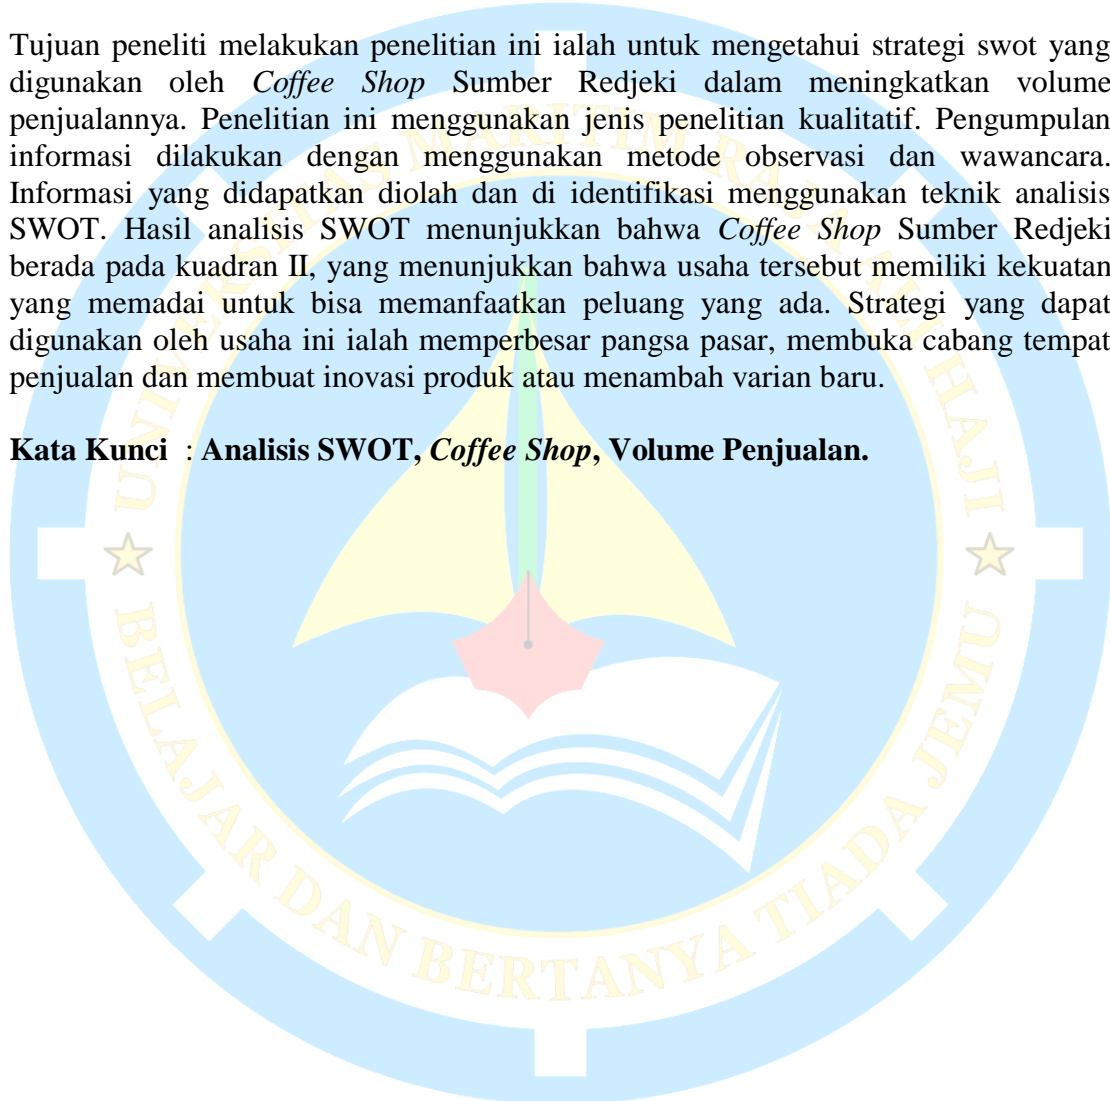 Tujuan peneliti melakukan penelitian ini ialah untuk mengetahui strategi swot yang
digunakan oleh Coffee Shop Sumber Redjeki dalam meningkatkan volume
penjualannya. Penelitian ini menggunakan jenis penelitian kualitatif. Pengumpulan
informasi dilakukan dengan menggunakan metode observasi dan wawancara.
Informasi yang didapatkan diolah dan di identifikasi menggunakan teknik analisis
SWOT. Hasil analisis SWOT menunjukkan bahwa Coffee Shop Sumber Redjeki
berada pada kuadran II, yang menunjukkan bahwa usaha tersebut memiliki kekuatan
yang memadai untuk bisa memanfaatkan peluang yang ada. Strategi yang dapat
digunakan oleh usaha ini ialah memperbesar pangsa pasar, membuka cabang tempat
penjualan dan membuat inovasi produk atau menambah varian baru.
Kata Kunci : Analisis SWOT, Coffee Shop, Volume Penjualan.
UNIVERSITAS MARITIM RAJA ALI HAJI
BELAJAR DAN BERTANYA TIADA JEMU